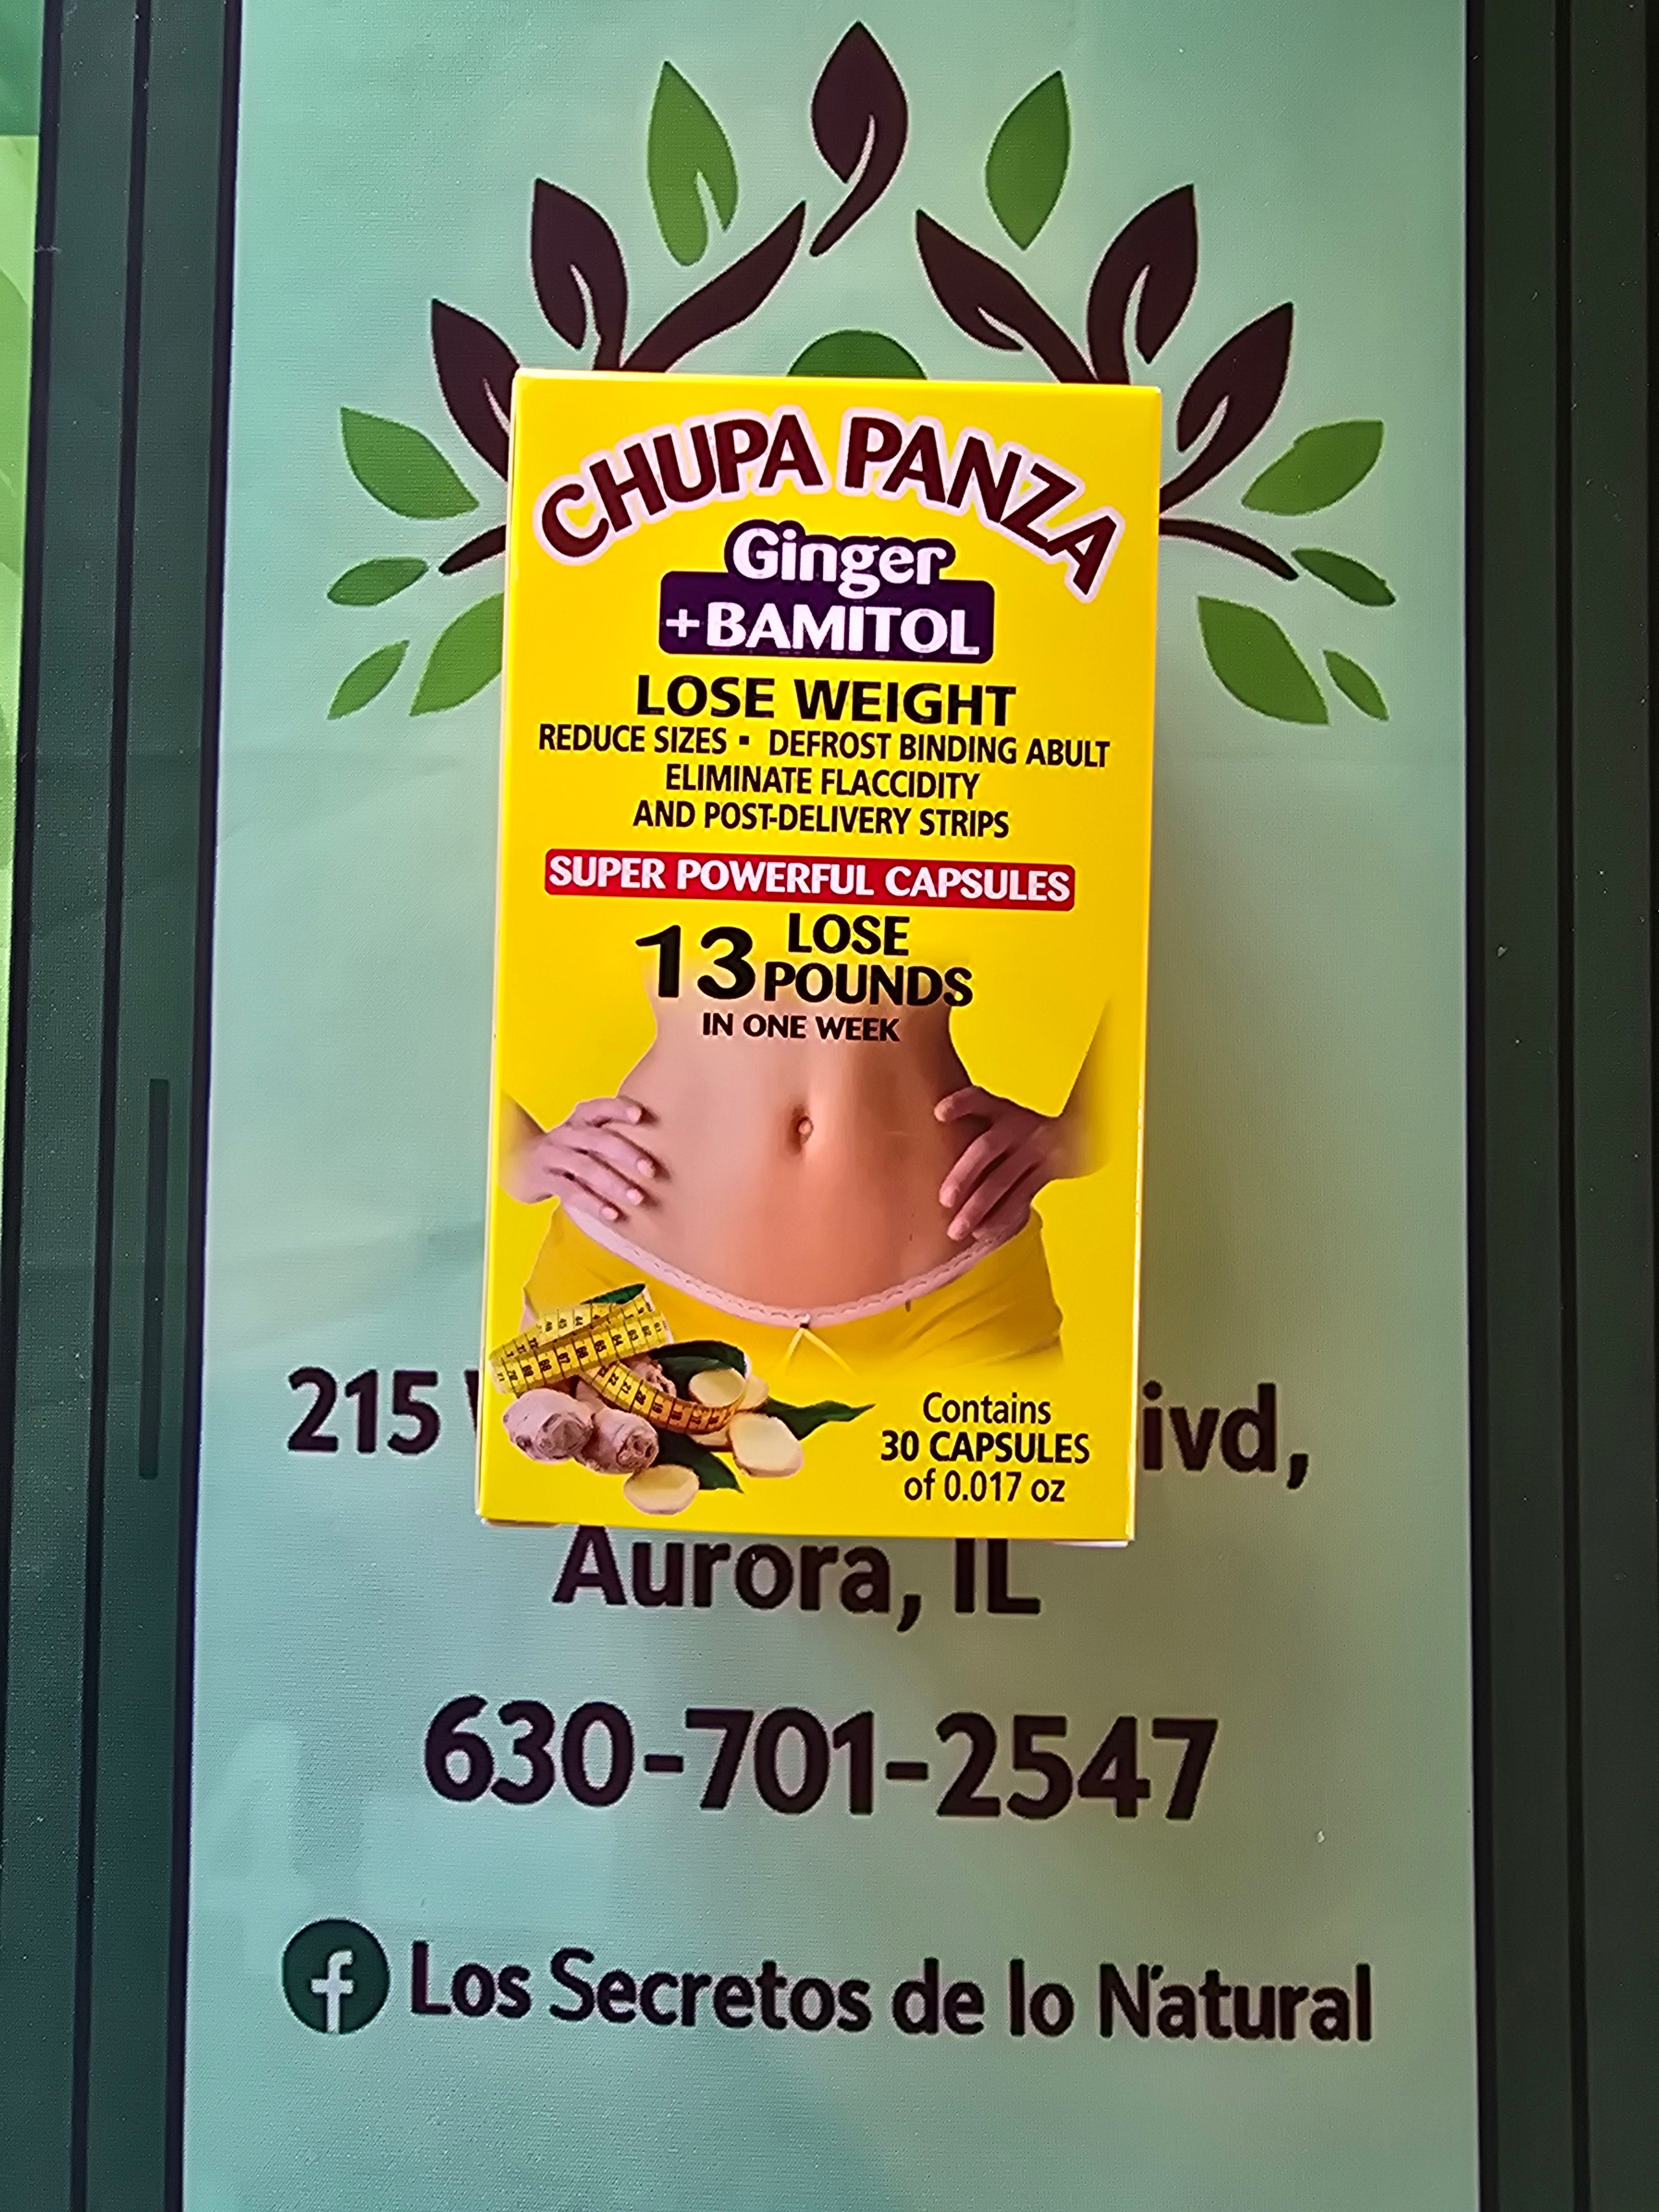 CHUPA PANZA
Ginger
+BAMITOL
LOSE WEIGHT
REDUCE SIZES ▪ DEFROST BINDING ABULT
ELIMINATE FLACCIDITY
AND POST-DELIVERY STRIPS
SUPER POWERFUL CAPSULES
13 LOSE
POUNDS
IN ONE WEEK
Contains
30 CAPSULES
of 0.017 oz
215 ivd,
Aurora, IL
630-701-2547
f Los Secretos de lo Natural